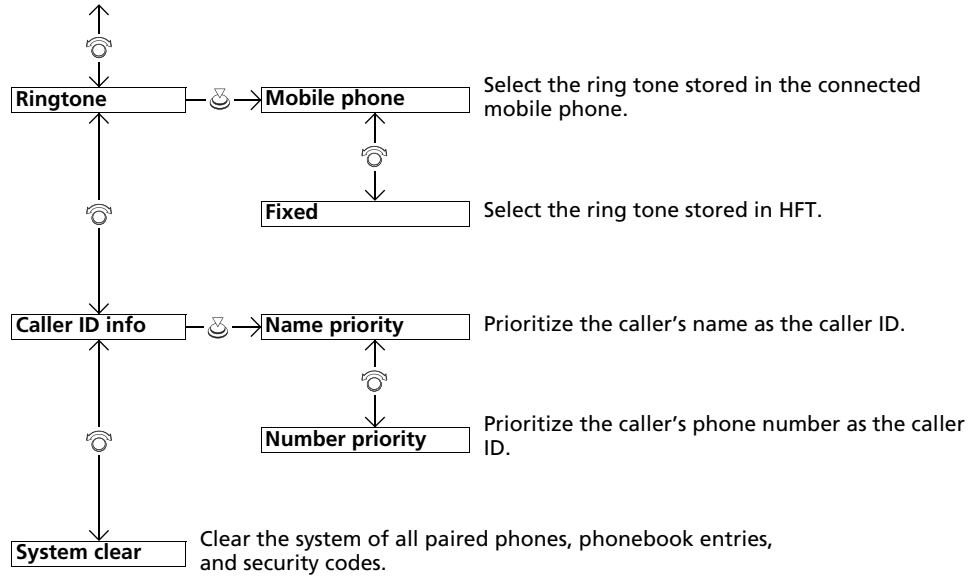 Ringtone
Mobile phone
Select the ring tone stored in the connected
mobile phone.
Fixed
Select the ring tone stored in HFT.
Caller ID info
Name priority
Prioritize the caller’s name as the caller ID.
Number priority
Prioritize the caller’s phone number as the caller
ID.
System clear
Clear the system of all paired phones, phonebook entries,
and security codes.